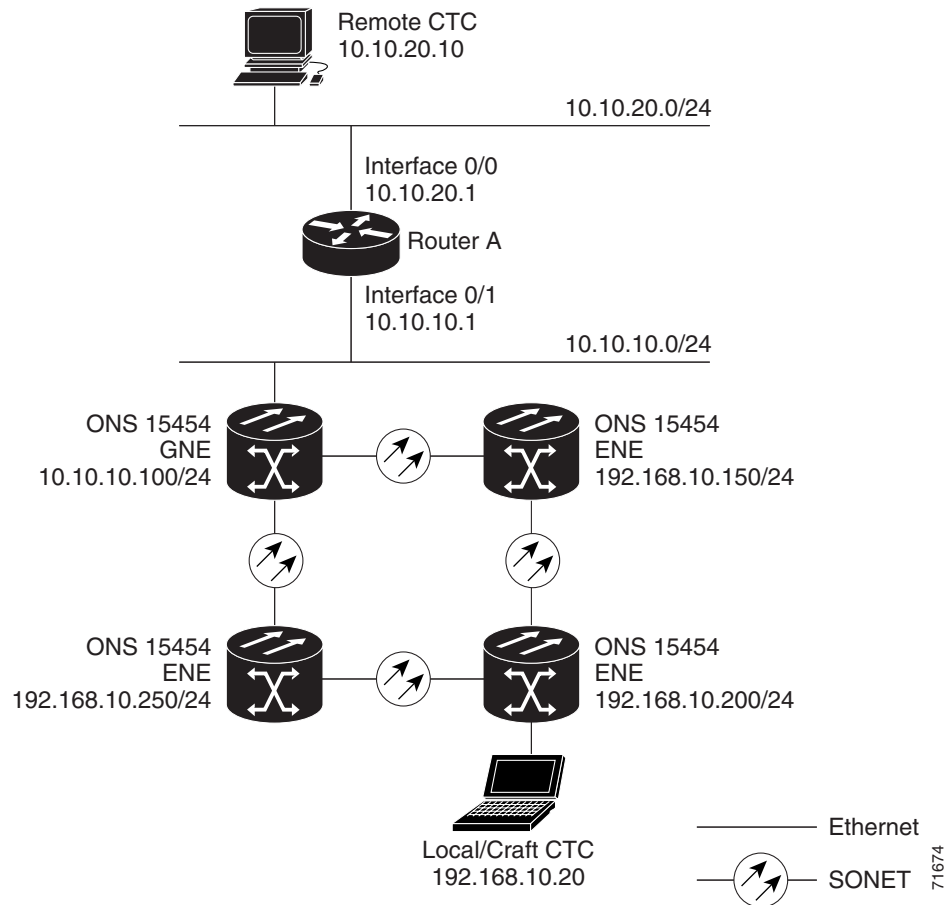 Remote CTC
10.10.20.10
10.10.20.0/24
Interface 0/0
10.10.20.1
Router A
Interface 0/1
10.10.10.1
10.10.10.0/24
ONS 15454
GNE
10.10.10.100/24
ONS 15454
ENE
192.168.10.150/24
ONS 15454
ENE
192.168.10.250/24
ONS 15454
ENE
192.168.10.200/24
Local/Craft CTC
192.168.10.20
Ethernet
SONET
71674